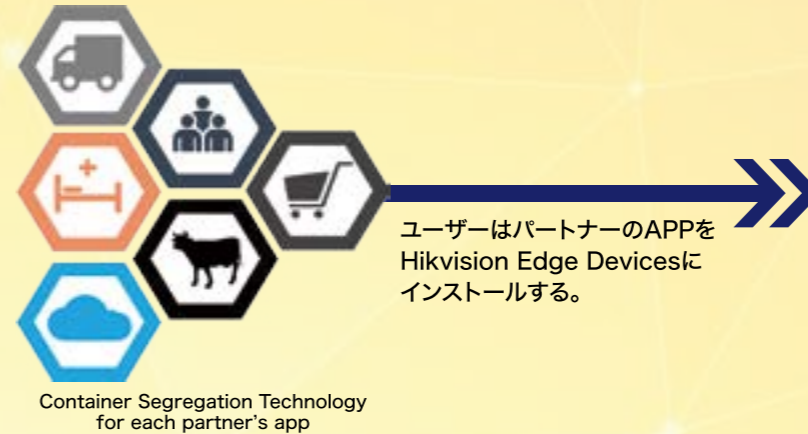 ユーザーはパートナーのAPPを
Hikvision Edge Devicesに
インストールする。
Container Segregation Technology
for each partner's app